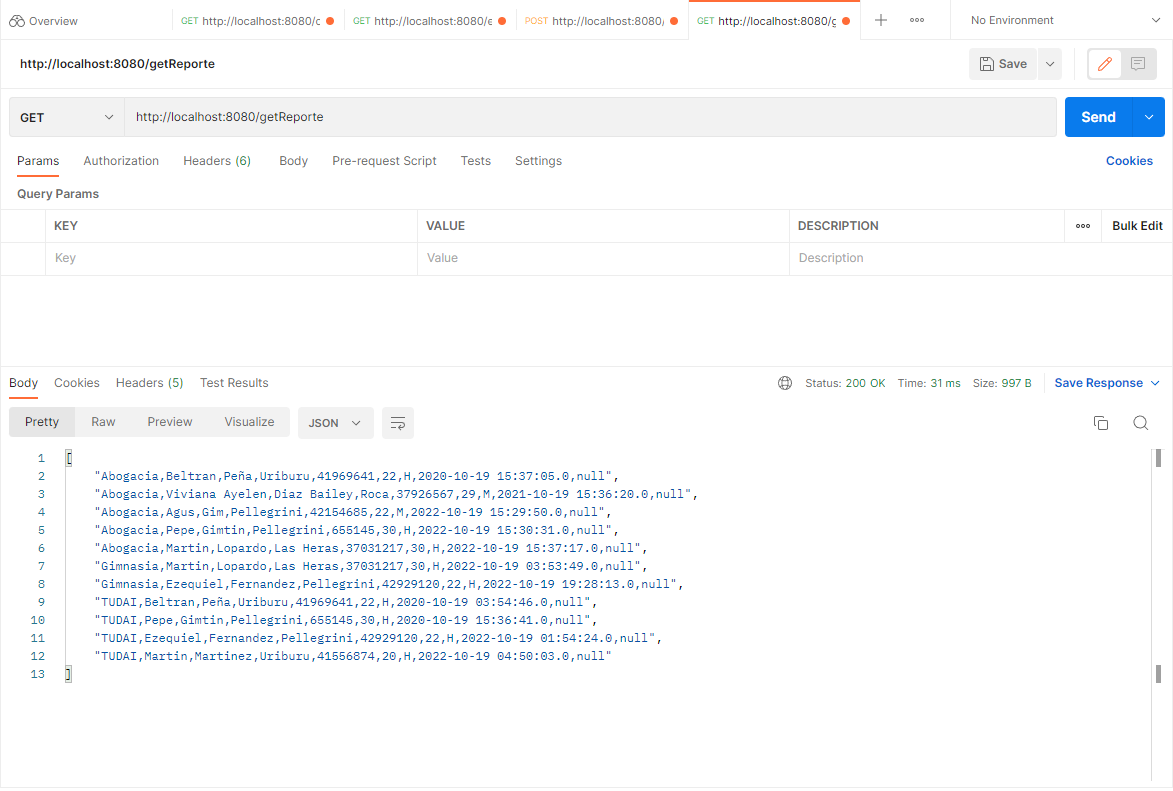 Overview GET http://localhost:8080/c GET http://localhost:8080/e POST http://localhost:8080/ GET http://localhost:8080/g No Environment
http://localhost:8080/getReporte Save
GET http://localhost:8080/getReporte Send
Params Authorization Headers (6) Body Pre-request Script Tests Settings Cookies
Query Params
KEY VALUE DESCRIPTION Bulk Edit
Key Value Description
Body Cookies Headers (5) Test Results Status: 200 OK Time: 31 ms Size: 997 B Save Response
Pretty Raw Preview Visualize JSON
1 [
2 "Abogacia,Beltran,Peña,Uriburu,41969641,22,H,2020-10-19 15:37:05.0,null",
3 "Abogacia,Viviana Ayelen,Diaz Bailey,Roca,37926567,29,M,2021-10-19 15:36:20.0,null",
4 "Abogacia,Agus,Gim,Pellegrini,42154685,22,M,2022-10-19 15:29:50.0,null",
5 "Abogacia,Pepe,Gimtin,Pellegrini,655145,30,H,2022-10-19 15:30:31.0,null",
6 "Abogacia,Martin,Lopardo,Las Heras,37031217,30,H,2022-10-19 15:37:17.0,null",
7 "Gimnasia,Martin,Lopardo,Las Heras,37031217,30,H,2022-10-19 03:53:49.0,null",
8 "Gimnasia,Ezequiel,Fernandez,Pellegrini,42929120,22,H,2022-10-19 19:28:13.0,null",
9 "TUDAI,Beltran,Peña,Uriburu,41969641,22,H,2020-10-19 03:54:46.0,null",
10 "TUDAI,Pepe,Gimtin,Pellegrini,655145,30,H,2020-10-19 15:36:41.0,null",
11 "TUDAI,Ezequiel,Fernandez,Pellegrini,42929120,22,H,2022-10-19 01:54:24.0,null",
12 "TUDAI,Martin,Martinez,Uriburu,41556874,20,H,2022-10-19 04:50:03.0,null"
13 ]